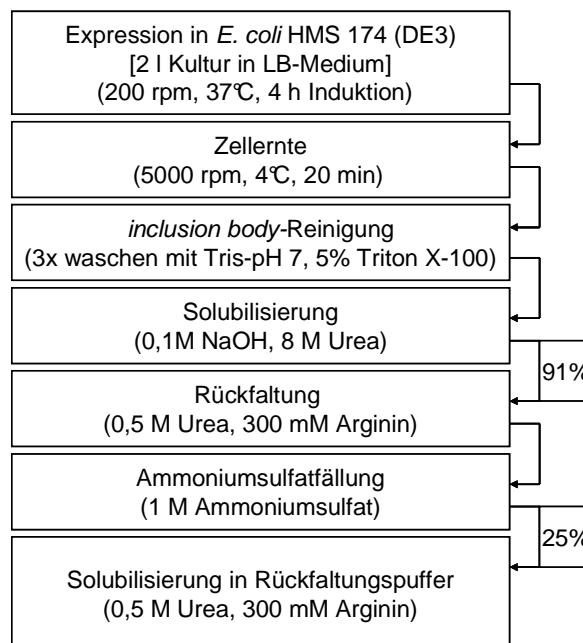 Expression in E. coli HMS 174 (DE3)
[2 l Kultur in LB-Medium]
(200 rpm, 37°C, 4 h Induktion)
Zellernte
(5000 rpm, 4°C, 20 min)
inclusion body-Reinigung
(3x waschen mit Tris-pH 7, 5% Triton X-100)
Solubilisierung
(0,1M NaOH, 8 M Urea)
91%
Rückfaltung
(0,5 M Urea, 300 mM Arginin)
Ammoniumsulfatfällung
(1 M Ammoniumsulfat)
25%
Solubilisierung in Rückfaltungspuffer
(0,5 M Urea, 300 mM Arginin)